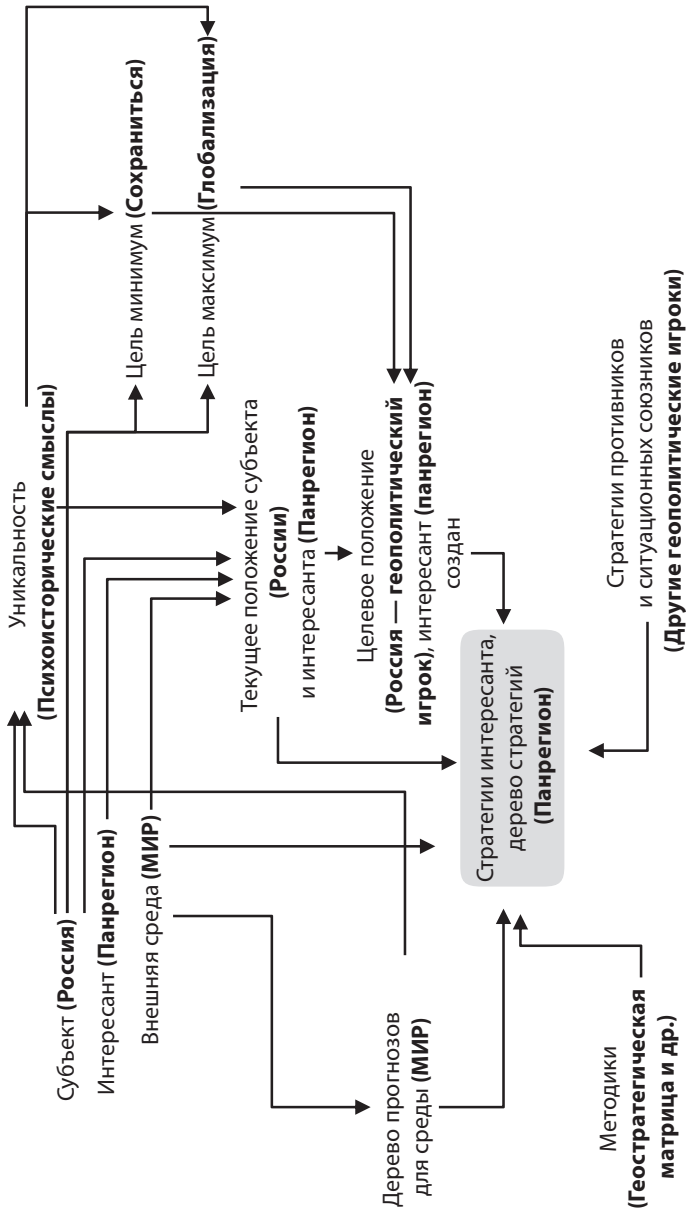 Субъект (Россия)
Интересант (Панрегион)
Внешняя среда (МИР)
Уникальность
(Психоисторические смыслы)
Цель минимум (Сохраниться)
Цель максимум (Глобализация)
Текущее положение субъекта
(России)
и интересанта (Панрегион)
Целевое положение
(Россия — геополитический
игрок), интересант (панрегион)
создан
Дерево прогнозов
для среды (МИР)
Стратегии интересанта,
дерево стратегий
(Панрегион)
Методики
(Геостратегическая
матрица и др.)
Стратегии противников
и ситуационных союзников
(Другие геополитические игроки)